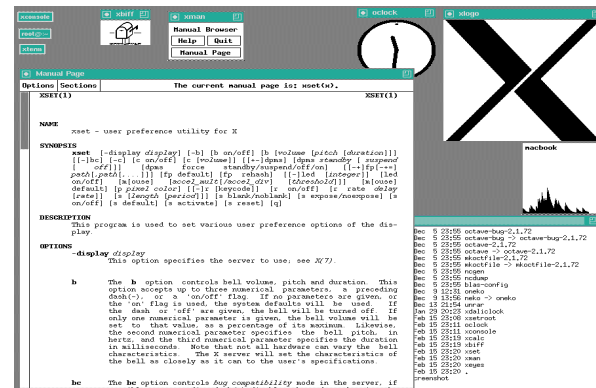 xconsole
root@~
xterm
xbiff
xman
Manual Browser
Help Quit
Manual Page
oclock
xlogo
Manual Page
Options Sections The current manual page is: xset(x).
XSET(1) XSET(1)
NAME
xset - user preference utility for X
SYNOPSIS
xset [-display display] [-b] [b on/off] [b [volume [pitch [duration]]]
[[-]bc] [-c] [c on/off] [c [volume]] [[+-]dpms] [dpms standby [ suspend
[ off]]] [dpms force standby/suspend/off/on] [[-+]fp[-+=]
path[,path[,...]]] [fp default] [fp rehash] [[-]led [integer]] [led
on/off] [m[ouse] [accel_mult[/accel_div] [threshold]]] [m[ouse]
default] [p pixel color] [[-]r [keycode]] [r on/off] [r rate delay
[rate]] [s [length [period]]] [s blank/noblank] [s expose/noexpose] [s
on/off] [s default] [s activate] [s reset] [q]
DESCRIPTION
This program is used to set various user preference options of the dis-
play.
OPTIONS
-display display
This option specifies the server to use; see X(7).
b The b option controls bell volume, pitch and duration. This
option accepts up to three numerical parameters, a preceding
dash(-), or a 'on/off' flag. If no parameters are given, or
the 'on' flag is used, the system defaults will be used. If
the dash or 'off' are given, the bell will be turned off. If
only one numerical parameter is given, the bell volume will be
set to that value, as a percentage of its maximum. Likewise,
the second numerical parameter specifies the bell pitch, in
hertz, and the third numerical parameter specifies the duration
in milliseconds. Note that not all hardware can vary the bell
characteristics. The X server will set the characteristics of
the bell as closely as it can to the user's specifications.
bc The bc option controls bug compatibility mode in the server, if
macbook
Dec 5 23:55 octave-bug-2.1.72
Dec 5 23:55 octave-bug -> octave-bug-2.1.72
Dec 5 23:55 octave-2.1.72
Dec 5 23:55 mkoctfile-2.1.72
Dec 5 23:55 mkoctfile -> mkoctfile-2.1.72
Dec 5 23:55 ncgen
Dec 5 23:55 ncdump
Dec 5 23:55 blas-config
Dec 9 12:31 oneko
Dec 9 13:56 neko -> oneko
Dec 13 21:54 unrar
Jan 29 20:23 xdaliclock
Feb 15 23:08 xsetroot
Feb 15 23:11 oclock
Feb 15 23:11 xconsole
Feb 15 23:19 xcalc
Feb 15 23:19 xbiff
Feb 15 23:20 xset
Feb 15 23:20 xman
Feb 15 23:20 xeyes
Feb 15 23:20 .
creenshot